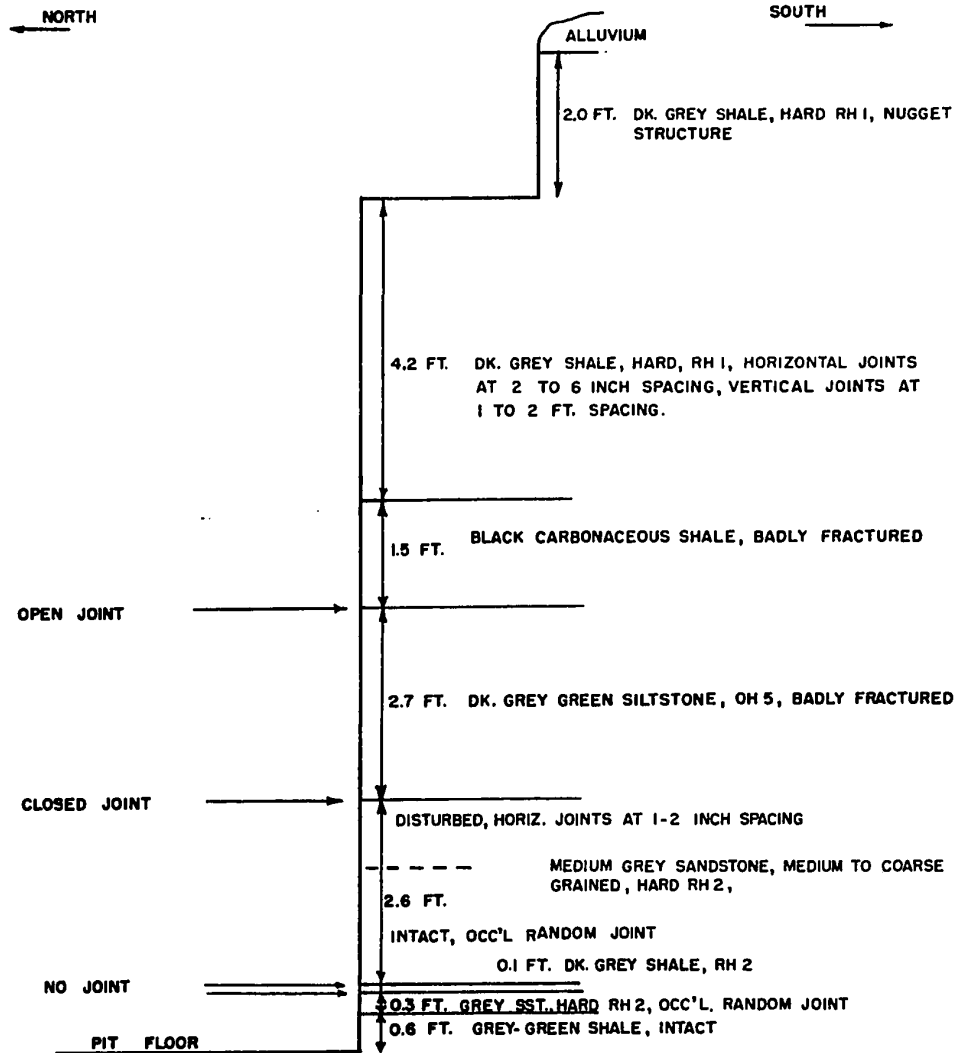 NORTH
SOUTH
ALLUVIUM
2.0 FT. DK. GREY SHALE, HARD RH 1, NUGGET
STRUCTURE
4.2 FT. DK. GREY SHALE, HARD, RH 1, HORIZONTAL JOINTS
AT 2 TO 6 INCH SPACING, VERTICAL JOINTS AT
1 TO 2 FT. SPACING.
1.5 FT. BLACK CARBONACEOUS SHALE, BADLY FRACTURED
OPEN JOINT
2.7 FT. DK. GREY GREEN SILTSTONE, OH 5, BADLY FRACTURED
CLOSED JOINT
DISTURBED, HORIZ. JOINTS AT 1-2 INCH SPACING
MEDIUM GREY SANDSTONE, MEDIUM TO COARSE
GRAINED, HARD RH 2,
2.6 FT.
INTACT, OCC'L RANDOM JOINT
0.1 FT. DK. GREY SHALE, RH 2
NO JOINT
0.3 FT. GREY SST. HARD RH 2, OCC'L. RANDOM JOINT
0.6 FT. GREY-GREEN SHALE, INTACT
PIT FLOOR